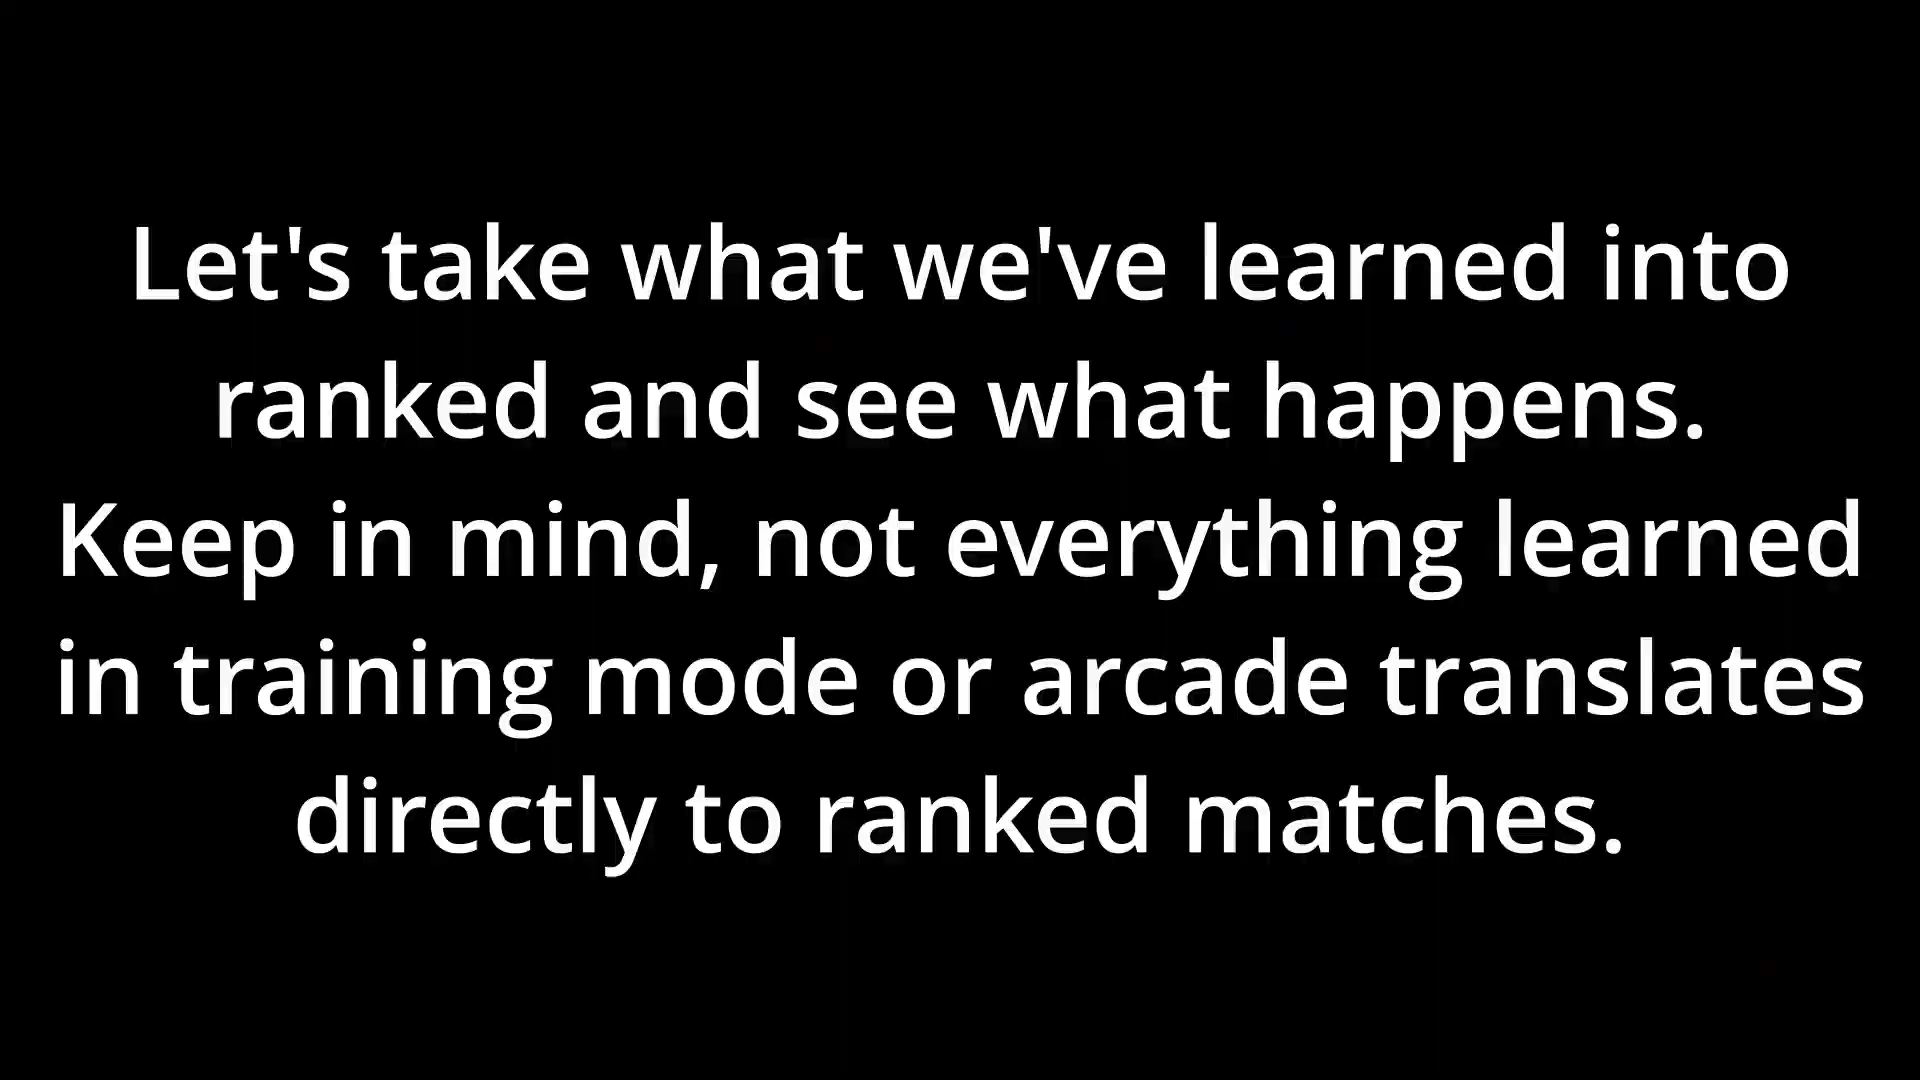 Let's take what we've learned into
ranked and see what happens.
Keep in mind, not everything learned
in training mode or arcade translates
directly to ranked matches.